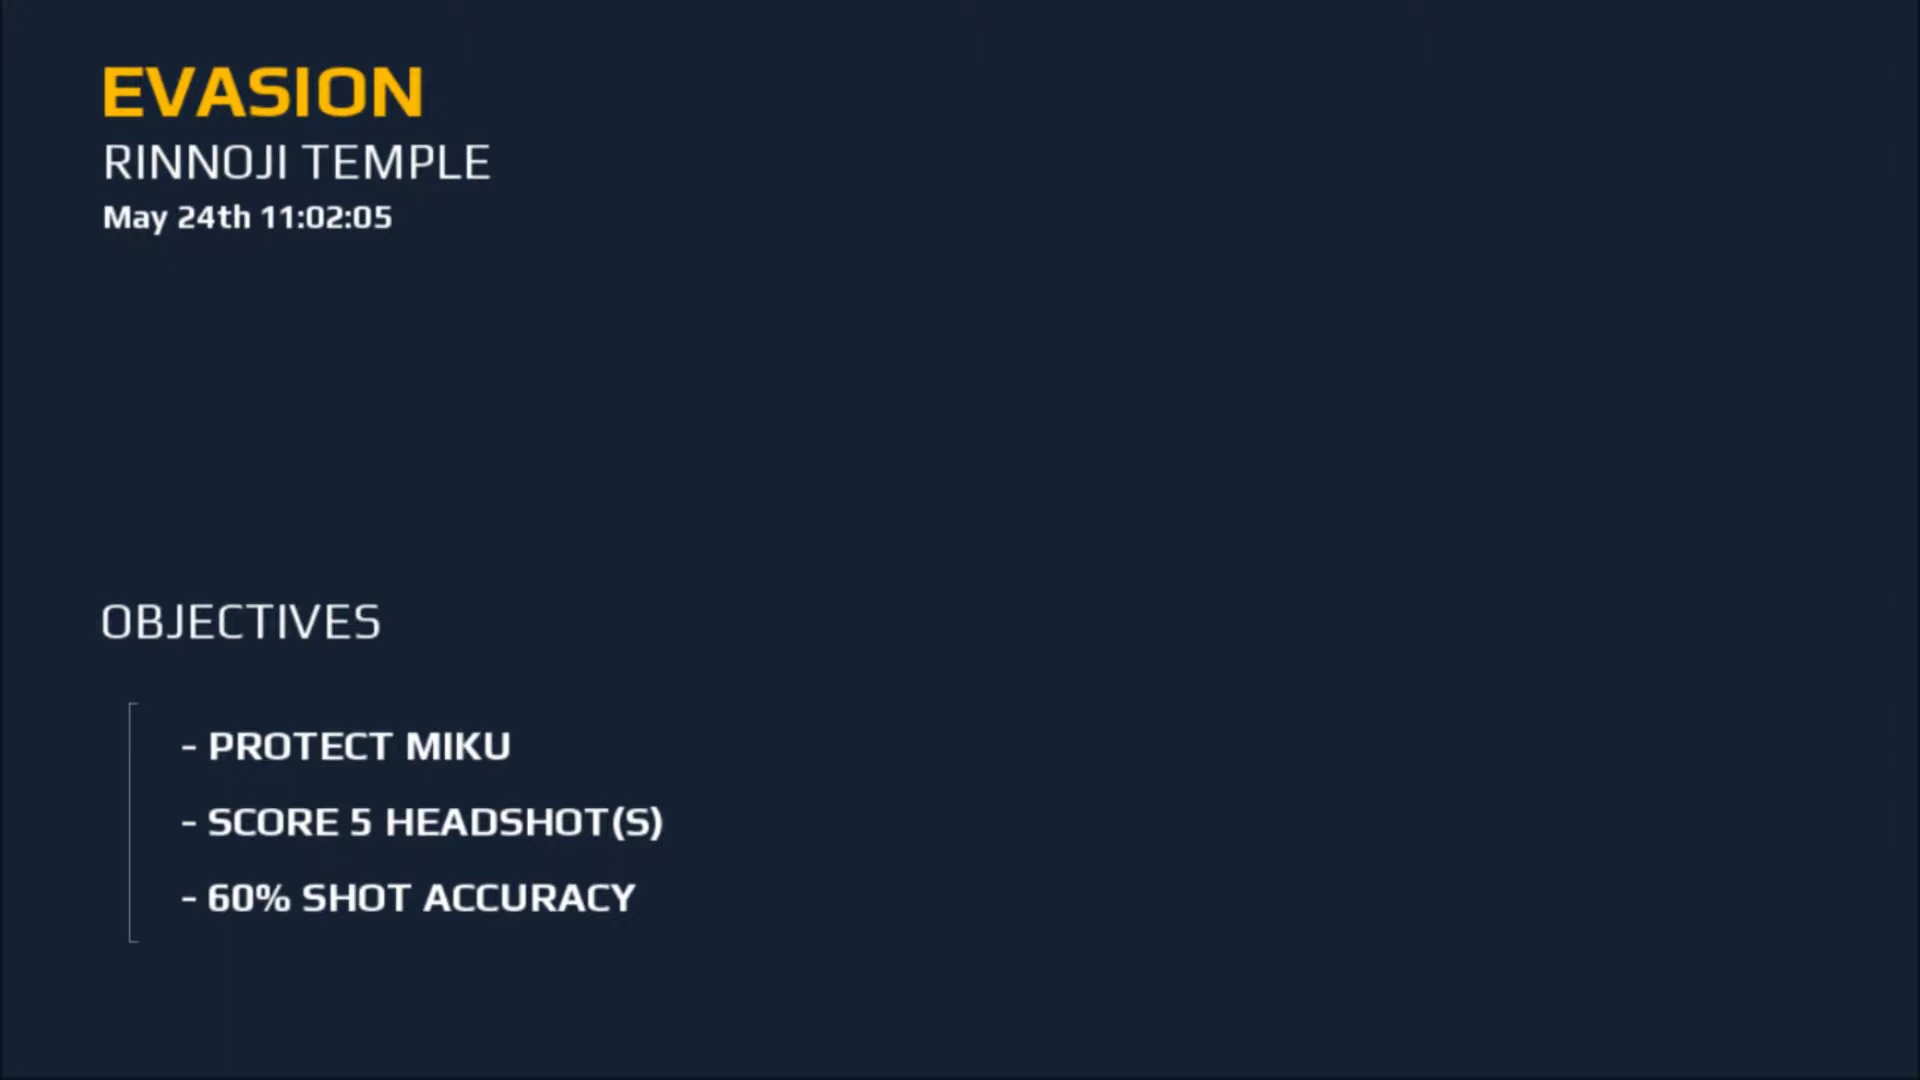 EVASION
RINNOJI TEMPLE
May 24th 11:02:05
OBJECTIVES
- PROTECT MIKU
- SCORE 5 HEADSHOT(S)
- 60% SHOT ACCURACY